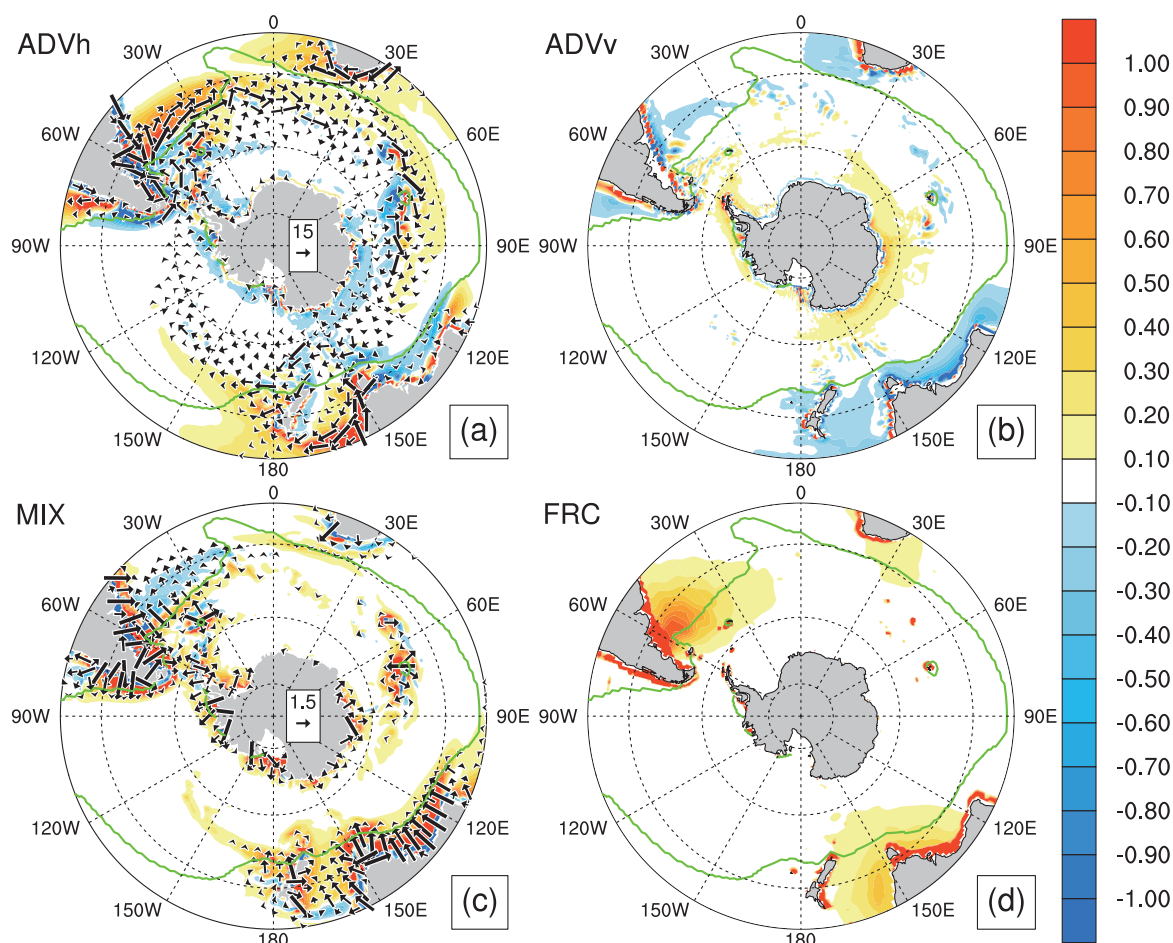 ADVh
0
30W
30E
60W
60E
90W
90E
120W
120E
150W
150E
180
15
(a)
ADVv
0
30W
30E
60W
60E
90W
90E
120W
120E
150W
150E
180
(b)
MIX
0
30W
30E
60W
60E
90W
90E
120W
120E
150W
150E
180
1.5
(c)
FRC
0
30W
30E
60W
60E
90W
90E
120W
120E
150W
150E
180
(d)
1.00
0.90
0.80
0.70
0.60
0.50
0.40
0.30
0.20
0.10
-0.10
-0.20
-0.30
-0.40
-0.50
-0.60
-0.70
-0.80
-0.90
-1.00